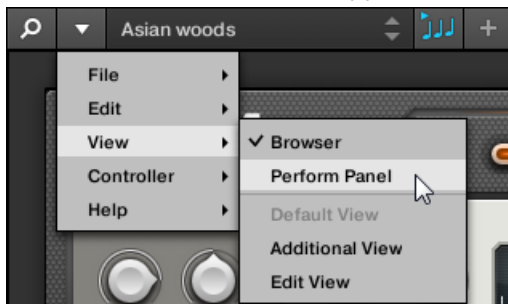 Asian woods
File
Edit
View
Controller
Help
Browser
Perform Panel
Default View
Additional View
Edit View